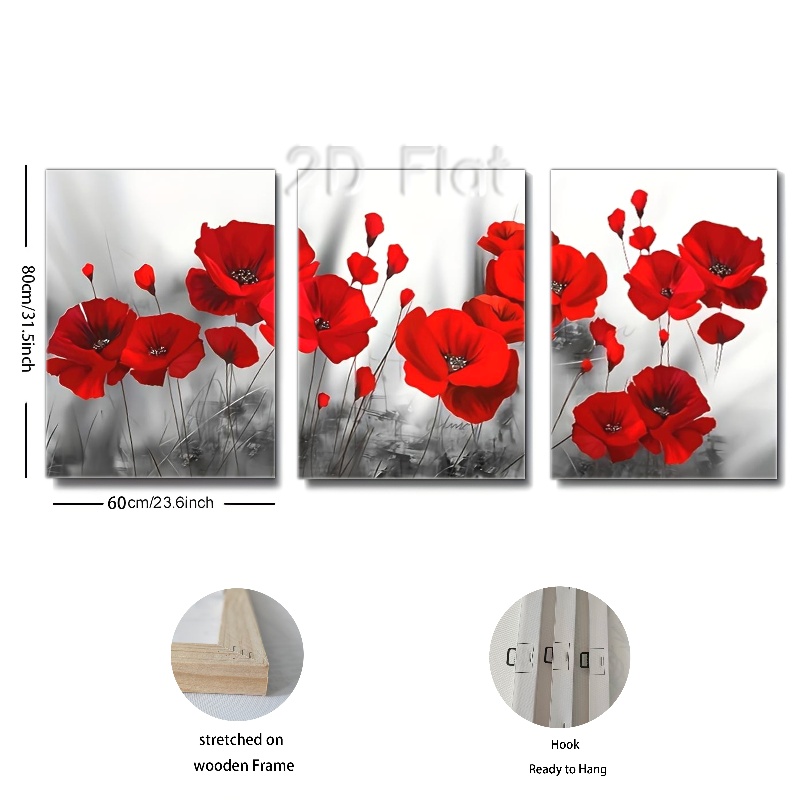 2D Flat
80cm/31.5inch
60cm/23.6inch
stretched on
wooden Frame
Hook
Ready to Hang